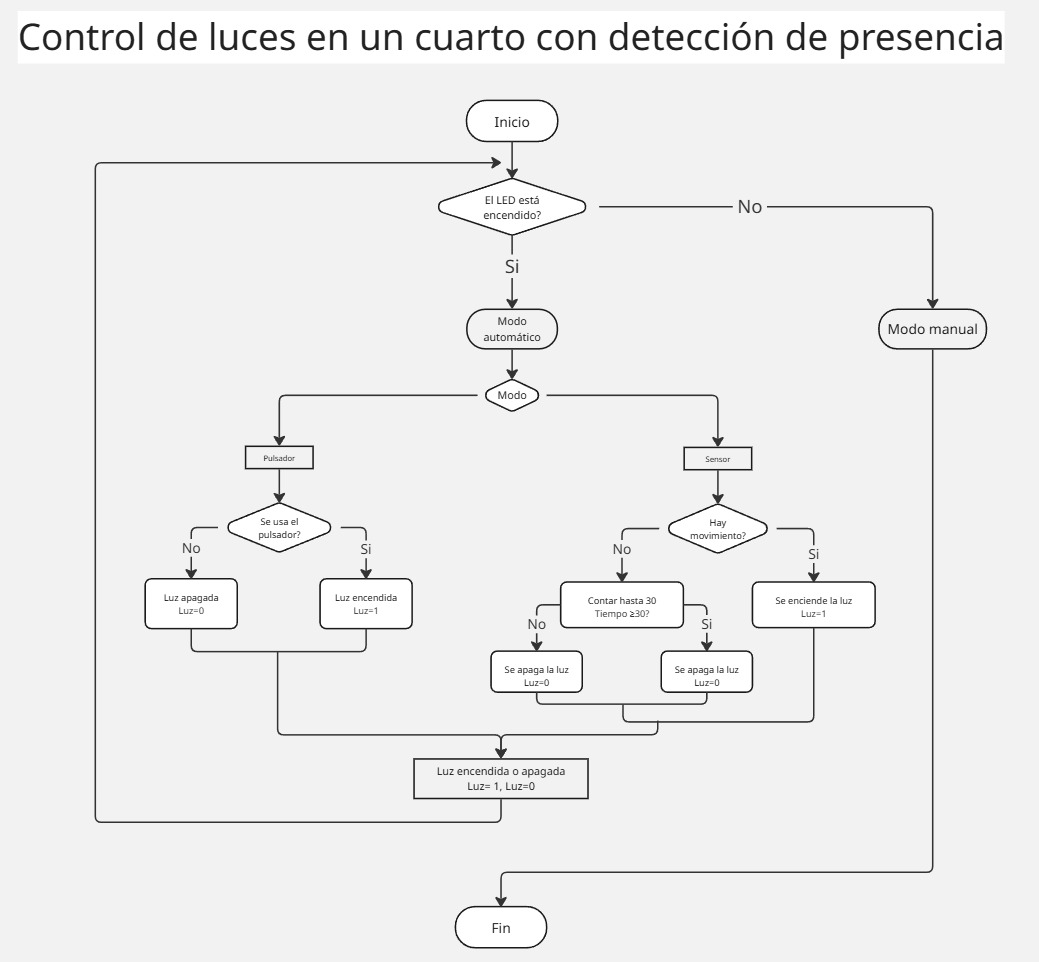 Control de luces en un cuarto con detección de presencia
Inicio
El LED está
encendido?
No
Si
Modo
automático
Modo manual
Modo
Pulsador
Sensor
Se usa el
pulsador?
Hay
movimiento?
No
Si
No
Si
Luz apagada
Luz=0
Luz encendida
Luz=1
Contar hasta 30
Tiempo ≥30?
Se enciende la luz
Luz=1
No
Si
Se apaga la luz
Luz=0
Se apaga la luz
Luz=0
Luz encendida o apagada
Luz= 1, Luz=0
Fin